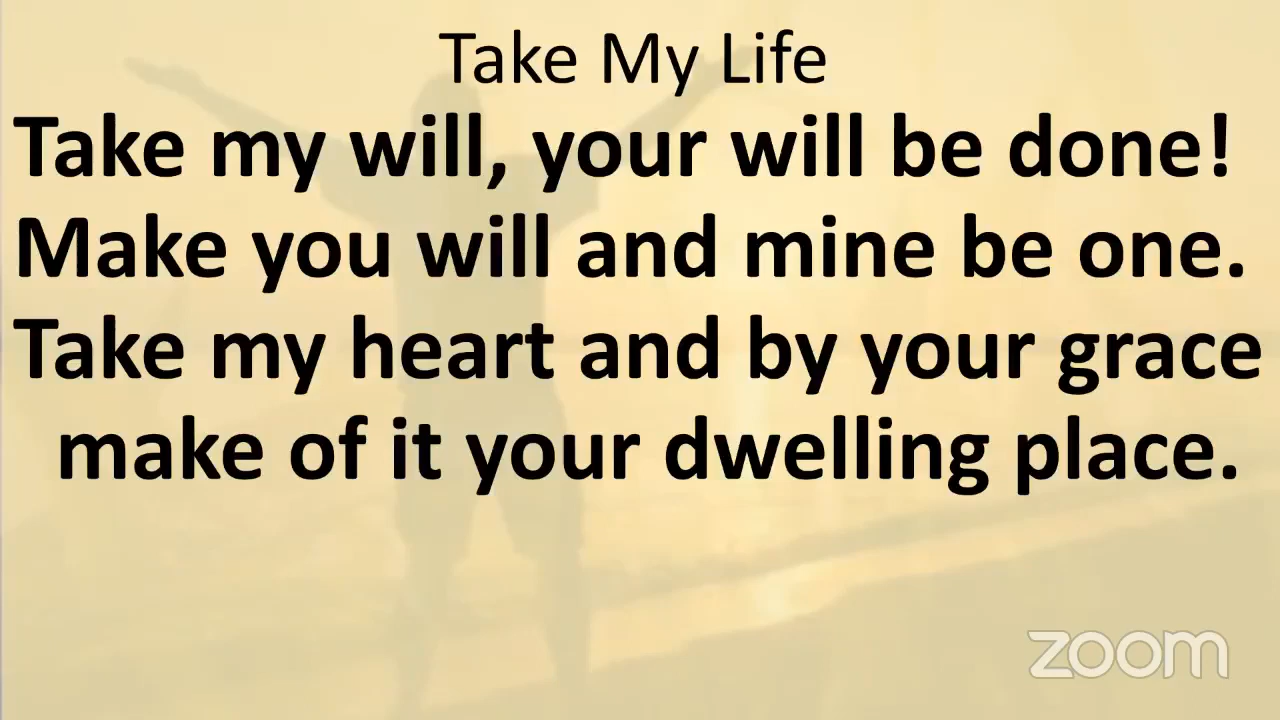 Take My Life
Take my will, your will be done!
Make you will and mine be one.
Take my heart and by your grace
make of it your dwelling place.
zoom